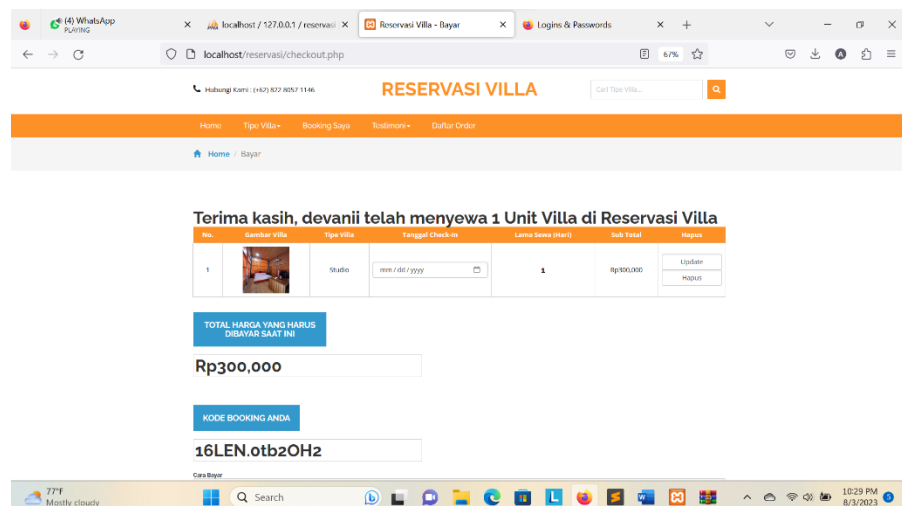 (4) WhatsApp
PLAYING
localhost / 127.0.0.1 / reservasi
Reservasi Villa - Bayar
Logins & Passwords
localhost/reservasi/checkout.php
67%
Hubungi Kami : (+62) 822 8057 1146
RESERVASI VILLA
Cari Tipe Villa...
Home Tipe Villa Booking Saya Testimoni Daftar Order
Home / Bayar
Terima kasih, devanii telah menyewa 1 Unit Villa di Reservasi Villa
No. Gambar Villa Tipe Villa Tanggal Check-in Lama Sewa (Hari) Sub Total Hapus
1 Studio mm / dd / yyyy 1 Rp300,000 Update
Hapus
TOTAL HARGA YANG HARUS
DIBAYAR SAAT INI
Rp300,000
KODE BOOKING ANDA
16LEN.0tb2OH2
Cara Bayar
77°F
Mostly cloudy
Search
10:29 PM
8/3/2023
5